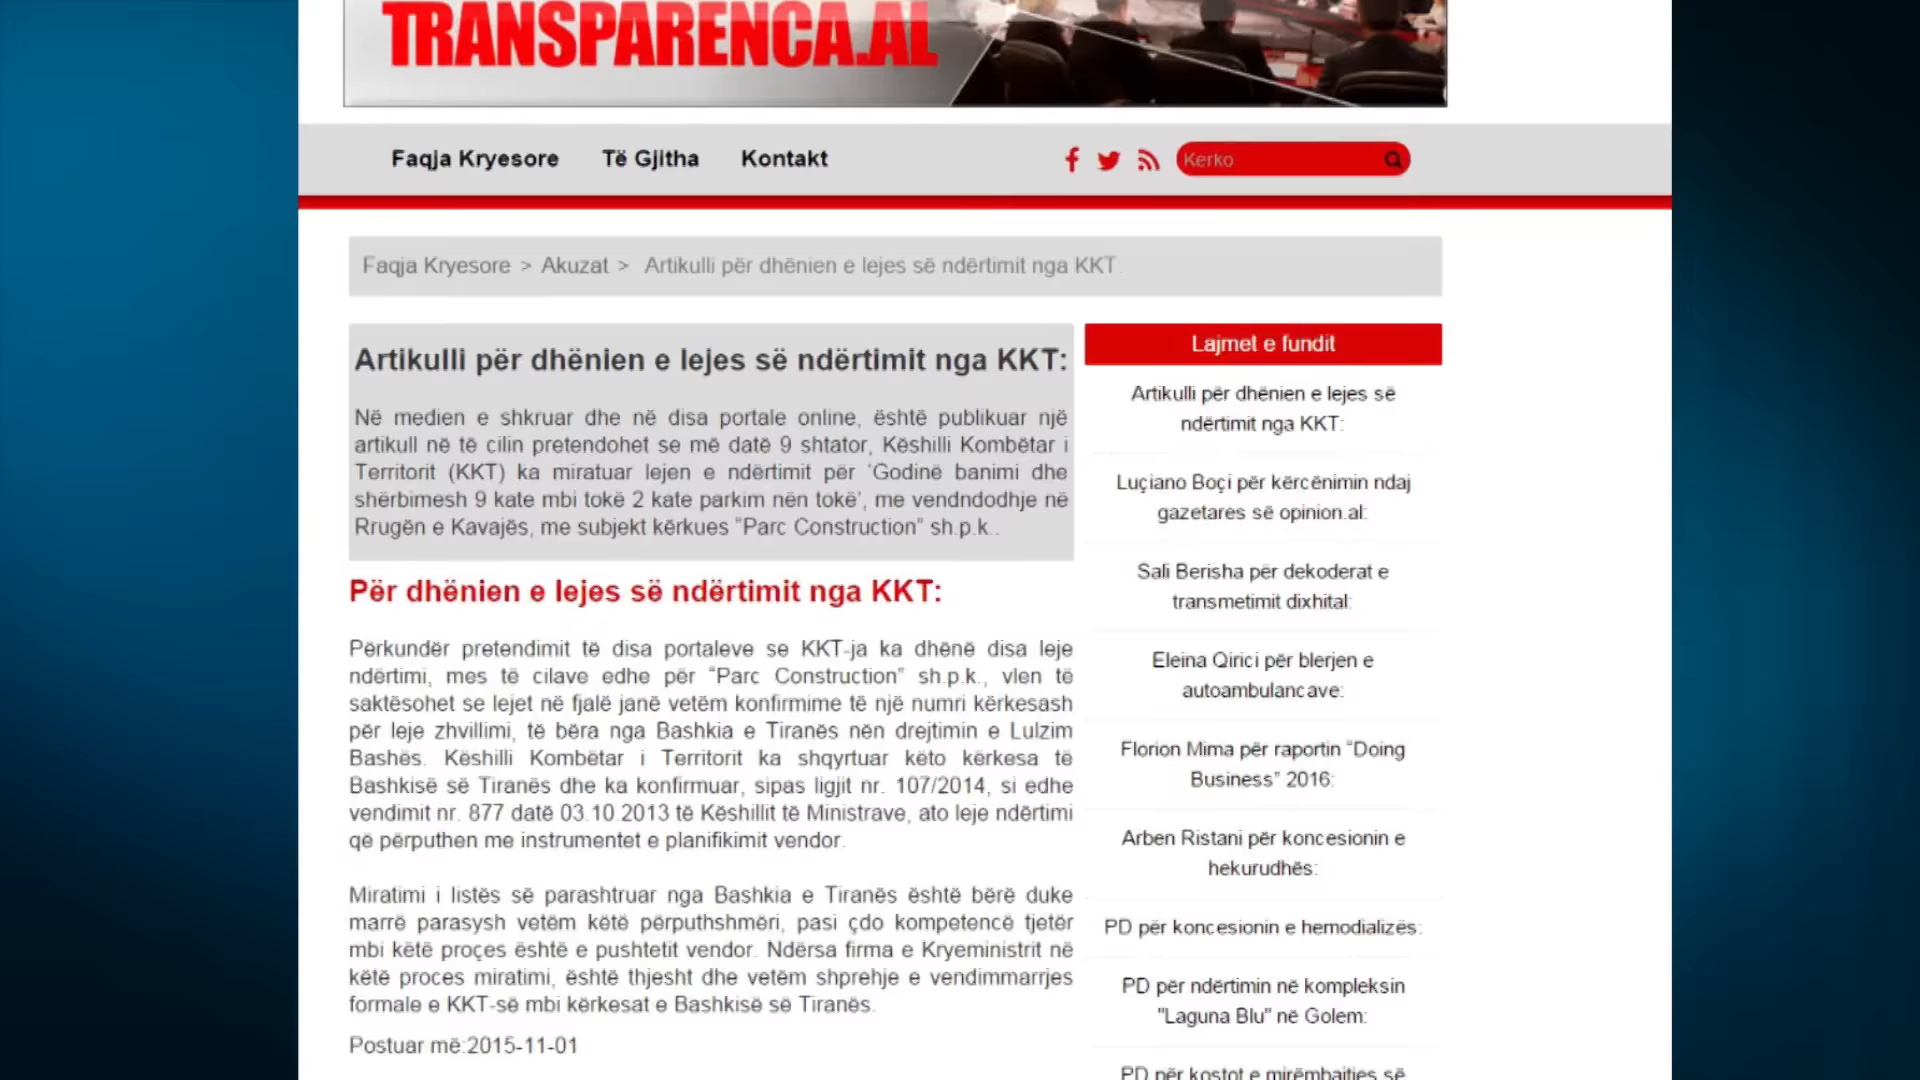 TRANSPARENCA.AL
Faqja Kryesore Të Gjitha Kontakt
Kerko
Faqja Kryesore > Akuzat > Artikulli për dhënien e lejes së ndërtimit nga KKT:
Artikulli për dhënien e lejes së ndërtimit nga KKT:
Në medien e shkruar dhe në disa portale online, është publikuar një
artikull në të cilin pretendohet se më datë 9 shtator, Këshilli Kombëtar i
Territorit (KKT) ka miratuar lejen e ndërtimit për 'Godinë banimi dhe
shërbimesh 9 kate mbi tokë 2 kate parkim nën tokë', me vendndodhje në
Rrugën e Kavajës, me subjekt kërkues "Parc Construction" sh.p.k..
Për dhënien e lejes së ndërtimit nga KKT:
Përkundër pretendimit të disa portaleve se KKT-ja ka dhënë disa leje
ndërtimi, mes të cilave edhe për "Parc Construction" sh.p.k., vlen të
saktësohet se lejet në fjalë janë vetëm konfirmime të një numri kërkesash
për leje zhvillimi, të bëra nga Bashkia e Tiranës nën drejtimin e Lulzim
Bashës. Këshilli Kombëtar i Territorit ka shqyrtuar këto kërkesa të
Bashkisë së Tiranës dhe ka konfirmuar, sipas ligjit nr. 107/2014, si edhe
vendimit nr. 877 datë 03.10.2013 të Këshillit të Ministrave, ato leje ndërtimi
që përputhen me instrumentet e planifikimit vendor.
Miratimi i listës së parashtruar nga Bashkia e Tiranës është bërë duke
marrë parasysh vetëm këtë përputhshmëri, pasi çdo kompetencë tjetër
mbi këtë proçes është e pushtetit vendor. Ndërsa firma e Kryeministrit në
këtë proces miratimi, është thjesht dhe vetëm shprehje e vendimmarrjes
formale e KKT-së mbi kërkesat e Bashkisë së Tiranës.
Postuar më:2015-11-01
Lajmet e fundit
Artikulli për dhënien e lejes së
ndërtimit nga KKT:
Luçiano Boçi për kërcënimin ndaj
gazetares së opinion.al:
Sali Berisha për dekoderat e
transmetimit dixhital:
Eleina Qirici për blerjen e
autoambulancave:
Florion Mima për raportin "Doing
Business" 2016:
Arben Ristani për koncesionin e
hekurudhës:
PD për koncesionin e hemodializës:
PD për ndërtimin në kompleksin
"Laguna Blu" në Golem:
PD për kostot e mirëmbajtjes së